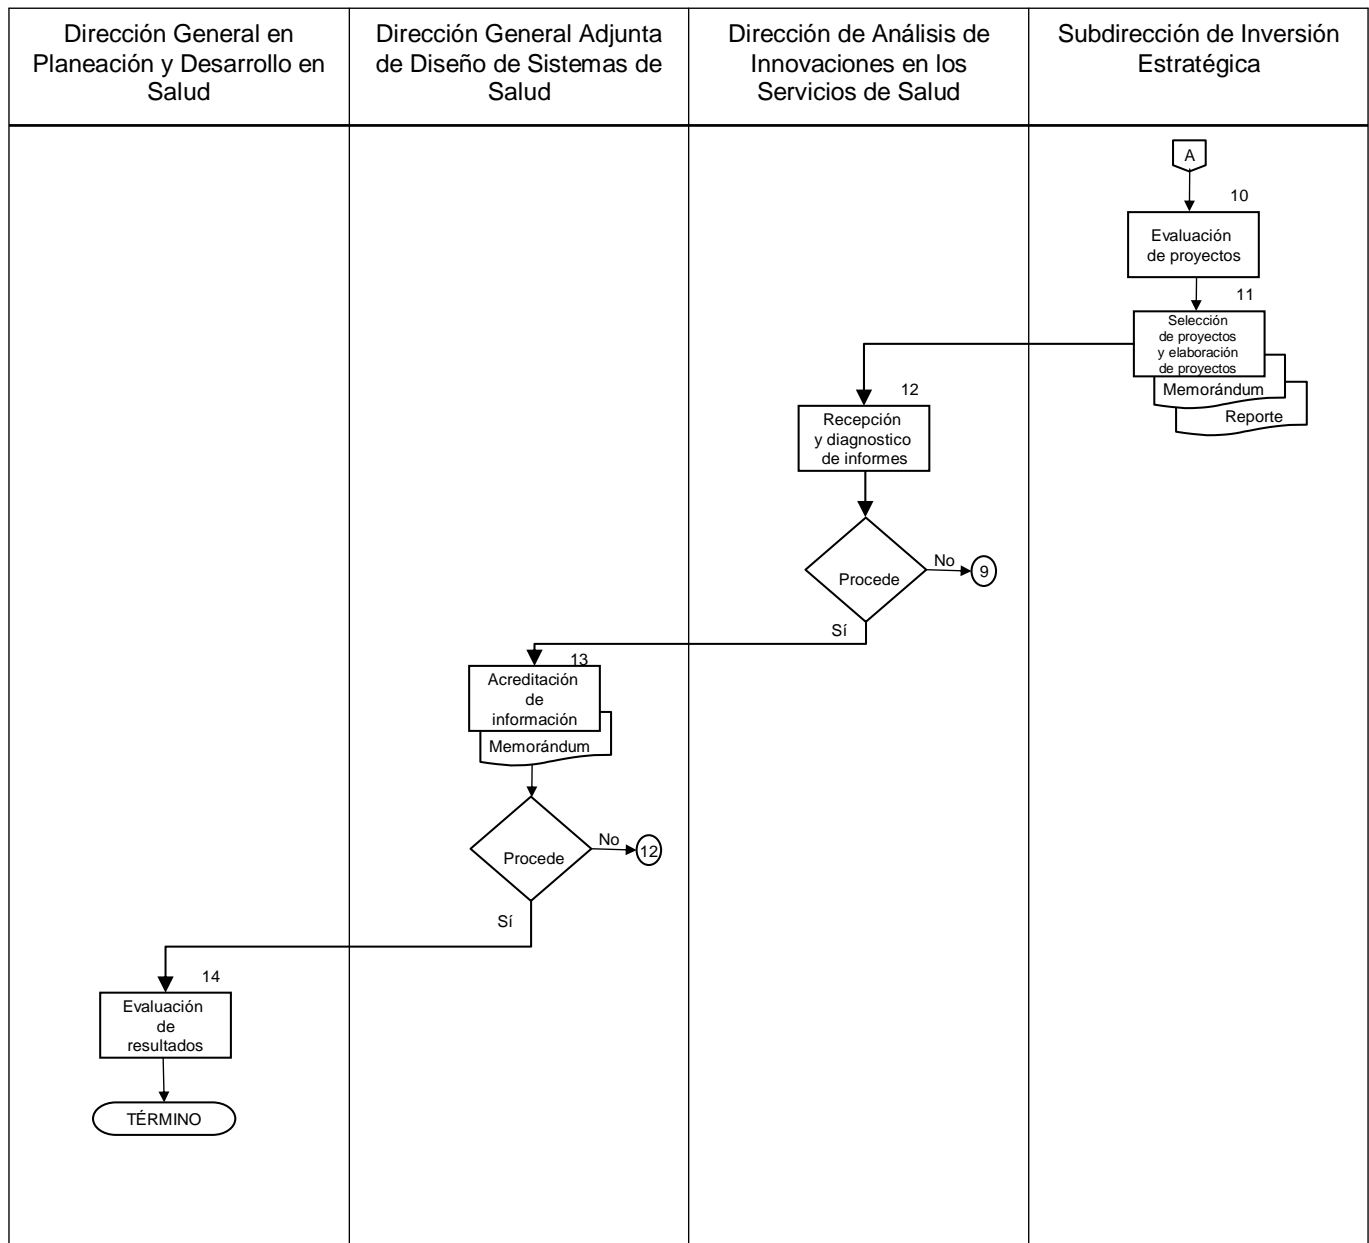 Dirección General en
Planeación y Desarrollo en
Salud
Dirección General Adjunta
de Diseño de Sistemas de
Salud
Dirección de Análisis de
Innovaciones en los
Servicios de Salud
Subdirección de Inversión
Estratégica
A
10
Evaluación
de proyectos
11
Selección
de proyectos
y elaboración
de proyectos
Memorándum
Reporte
12
Recepción
y diagnostico
de informes
Procede
No
9
Sí
13
Acreditación
de
información
Memorándum
Procede
No
12
Sí
14
Evaluación
de
resultados
TÉRMINO